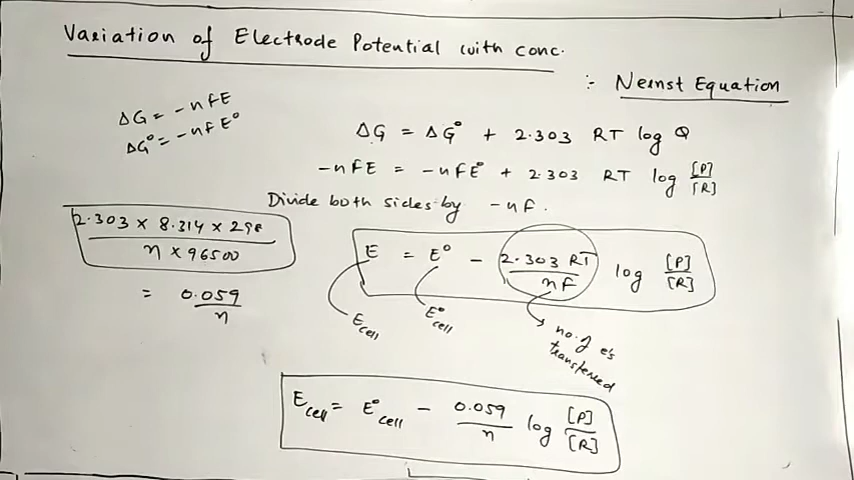 Variation of Electrode Potential with conc.
:- Nernst Equation
ΔG = -nFE
ΔG° = -nFE°
ΔG = ΔG° + 2.303 RT log Q
-nFE = -nFE° + 2.303 RT log [P]/[R]
Divide both sides by -nF.
2.303 × 8.314 × 298 / n × 96500
= 0.059/n
E = E° - 2.303 RT/nF log [P]/[R]
Ecell
E°cell
no. of e's
transferred
Ecell = E°cell - 0.059/n log [P]/[R]